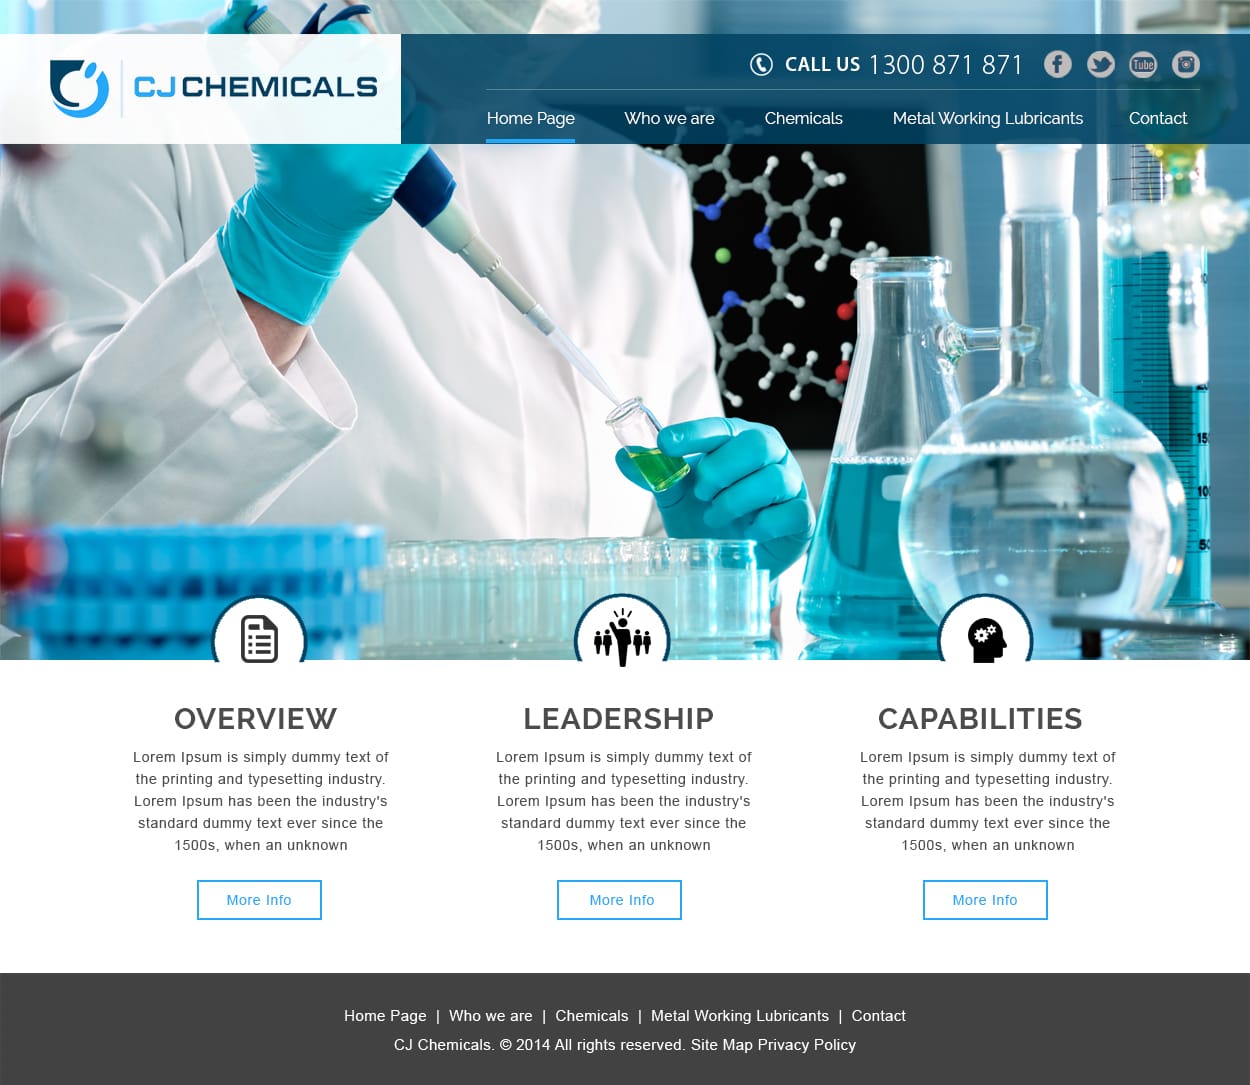 CJ CHEMICALS
CALL US 1300 871 871
Tube
Home Page Who we are Chemicals Metal Working Lubricants Contact
15
10
50
OVERVIEW
Lorem Ipsum is simply dummy text of
the printing and typesetting industry.
Lorem Ipsum has been the industry's
standard dummy text ever since the
1500s, when an unknown
More Info
LEADERSHIP
Lorem Ipsum is simply dummy text of
the printing and typesetting industry.
Lorem Ipsum has been the industry's
standard dummy text ever since the
1500s, when an unknown
More Info
CAPABILITIES
Lorem Ipsum is simply dummy text of
the printing and typesetting industry.
Lorem Ipsum has been the industry's
standard dummy text ever since the
1500s, when an unknown
More Info
Home Page | Who we are | Chemicals | Metal Working Lubricants | Contact
CJ Chemicals. © 2014 All rights reserved. Site Map Privacy Policy